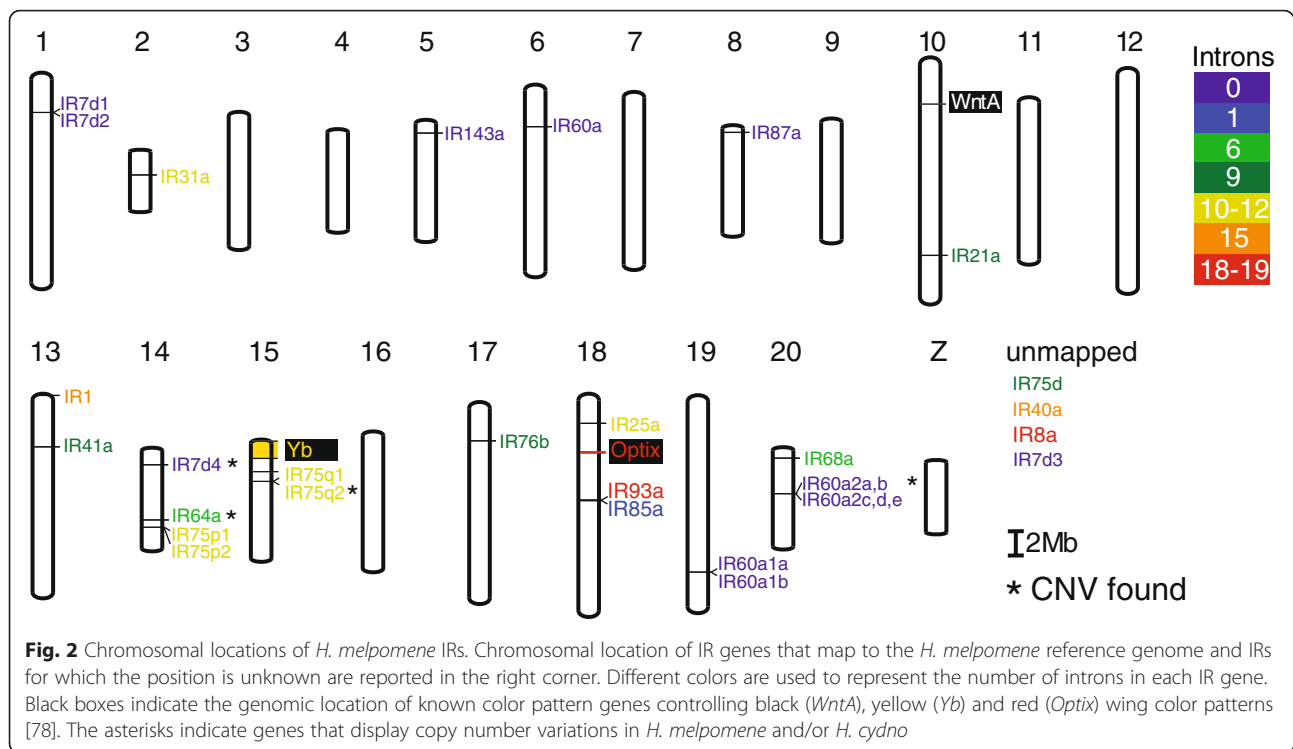 1 2 3 4 5 6 7 8 9 10 11 12
Introns
0
1
6
9
10-12
15
18-19
IR7d1
IR7d2
IR31a
IR143a
IR60a
IR87a
WntA
IR21a
13 14 15 16 17 18 19 20 Z
unmapped
IR75d
IR40a
IR8a
IR7d3
IR1
IR41a
IR7d4 *
IR64a *
IR75p1
IR75p2
Yb
IR75q1
IR75q2 *
IR76b
IR25a
Optix
IR93a
IR85a
IR60a1a
IR60a1b
IR68a
IR60a2a,b *
IR60a2c,d,e
2Mb
* CNV found
Fig. 2 Chromosomal locations of H. melpomene IRs. Chromosomal location of IR genes that map to the H. melpomene reference genome and IRs
for which the position is unknown are reported in the right corner. Different colors are used to represent the number of introns in each IR gene.
Black boxes indicate the genomic location of known color pattern genes controlling black (WntA), yellow (Yb) and red (Optix) wing color patterns
[78]. The asterisks indicate genes that display copy number variations in H. melpomene and/or H. cydno